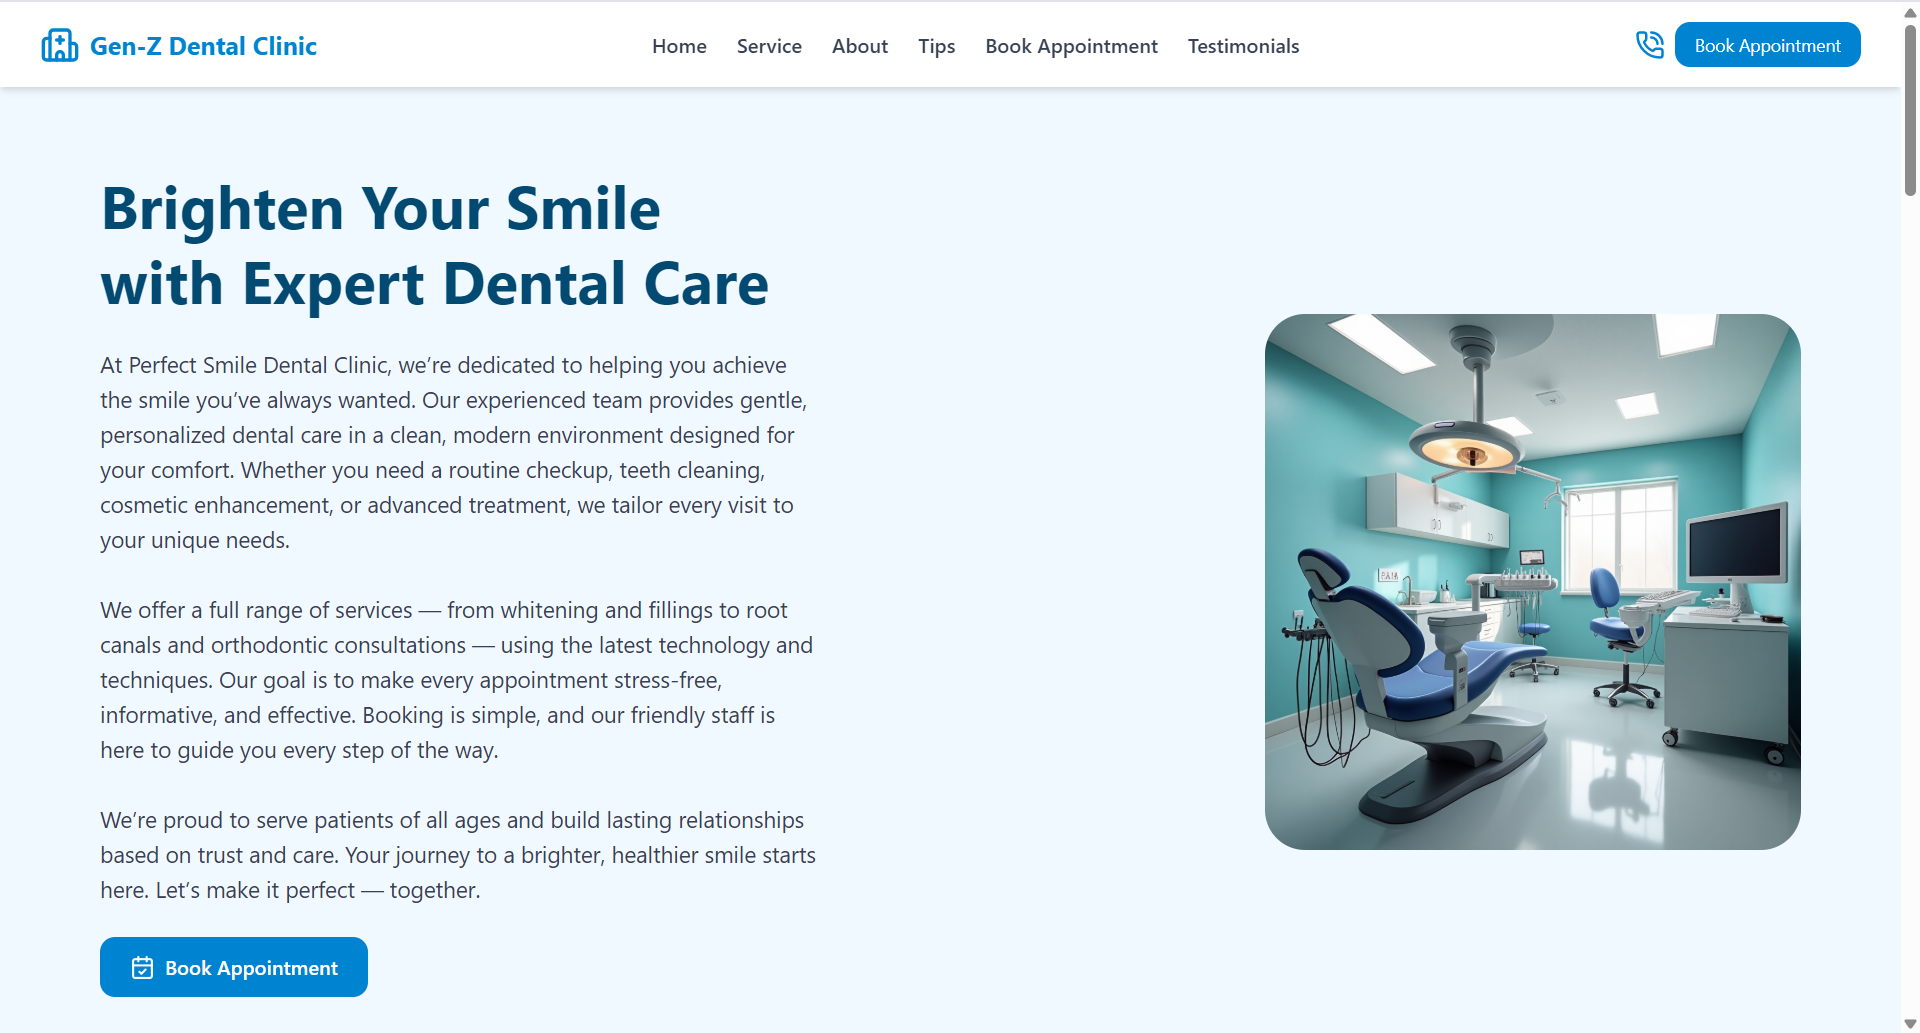 Gen-Z Dental Clinic
Home Service About Tips Book Appointment Testimonials
Book Appointment
Brighten Your Smile
with Expert Dental Care
At Perfect Smile Dental Clinic, we’re dedicated to helping you achieve
the smile you’ve always wanted. Our experienced team provides gentle,
personalized dental care in a clean, modern environment designed for
your comfort. Whether you need a routine checkup, teeth cleaning,
cosmetic enhancement, or advanced treatment, we tailor every visit to
your unique needs.
We offer a full range of services — from whitening and fillings to root
canals and orthodontic consultations — using the latest technology and
techniques. Our goal is to make every appointment stress-free,
informative, and effective. Booking is simple, and our friendly staff is
here to guide you every step of the way.
We’re proud to serve patients of all ages and build lasting relationships
based on trust and care. Your journey to a brighter, healthier smile starts
here. Let’s make it perfect — together.
Book Appointment